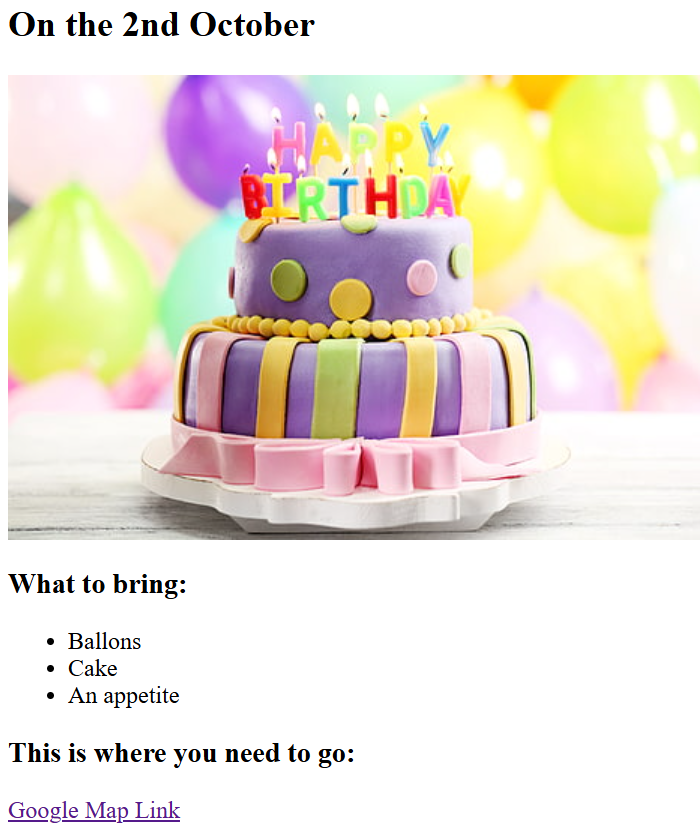 On the 2nd October
HAPPY
BIRTHDAY
What to bring:
Ballons
Cake
An appetite
This is where you need to go:
Google Map Link